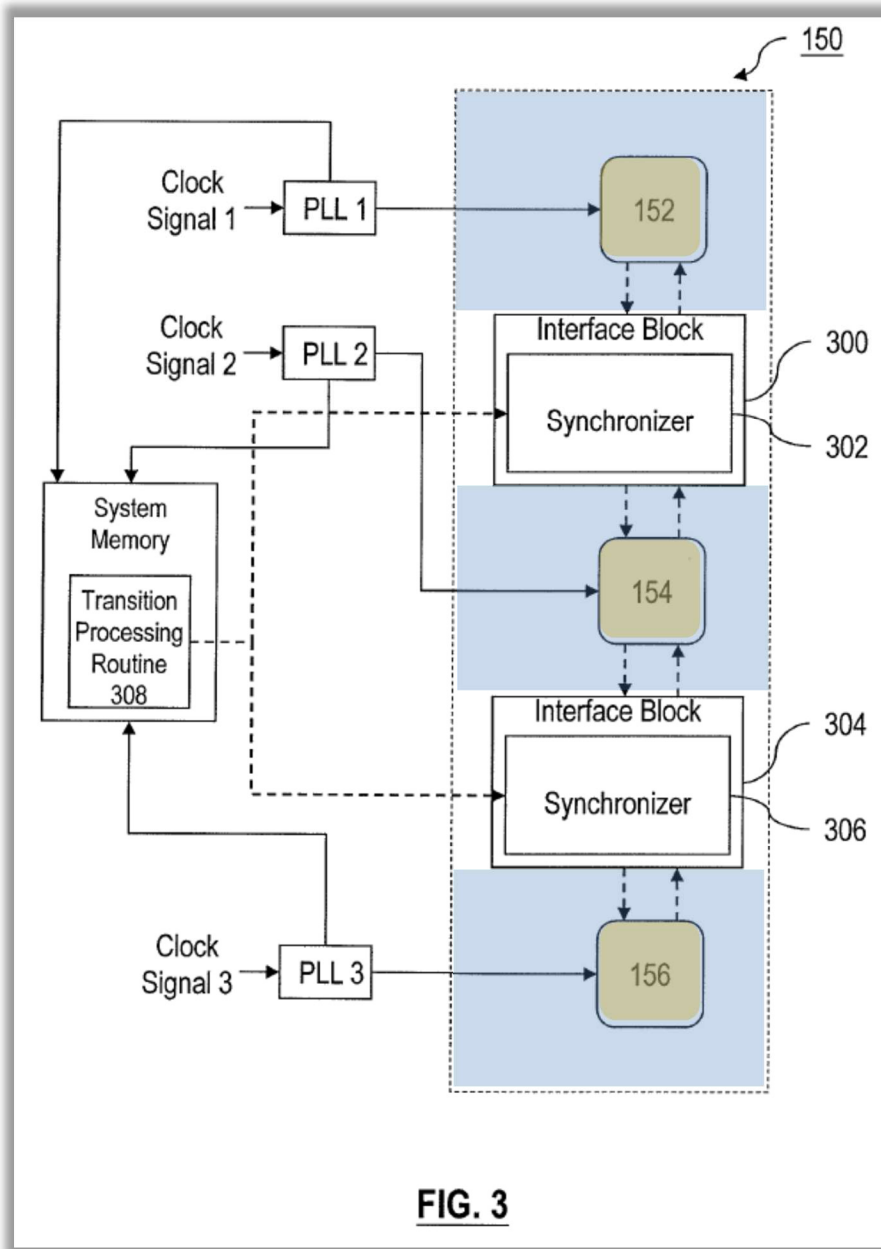 150
Clock
Signal 1
PLL 1
152
Clock
Signal 2
PLL 2
Interface Block
300
Synchronizer
302
System
Memory
Transition
Processing
Routine
308
154
Interface Block
304
Synchronizer
306
Clock
Signal 3
PLL 3
156
FIG. 3